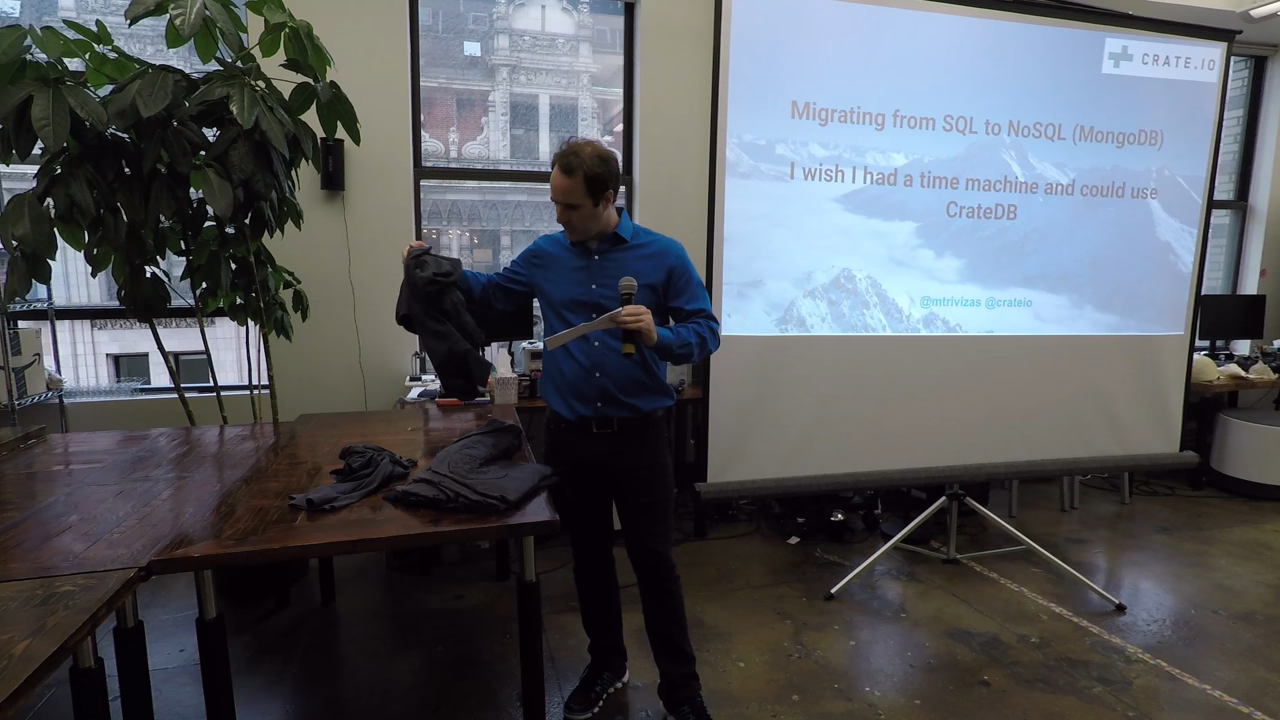 CRATE.IO
Migrating from SQL to NoSQL (MongoDB)
I wish I had a time machine and could use
CrateDB
@mtrivizas @crateio